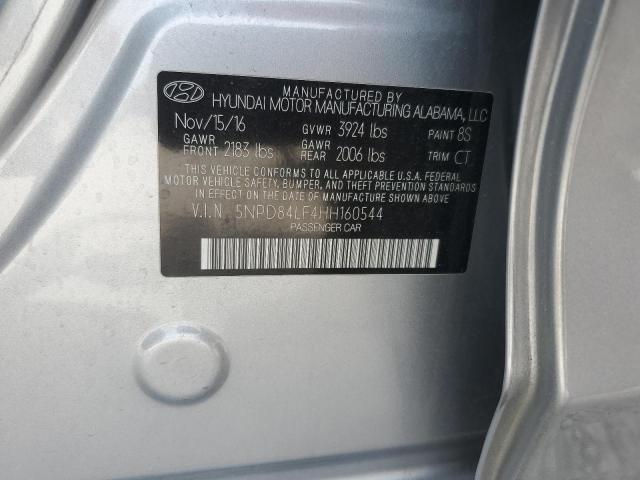 MANUFACTURED BY
HYUNDAI MOTOR MANUFACTURING ALABAMA, LLC
Nov/15/16 GVWR 3924 lbs PAINT 8S
GAWR FRONT 2183 lbs GAWR REAR 2006 lbs TRIM CT
THIS VEHICLE CONFORMS TO ALL APPLICABLE U.S.A FEDERAL
MOTOR VEHICLE SAFETY, BUMPER, AND THEFT PREVENTION STANDARDS
IN EFFECT ON THE DATE OF MANUFACTURE SHOWN ABOVE.
V.I.N. 5NPD84LF4HH160544
PASSENGER CAR